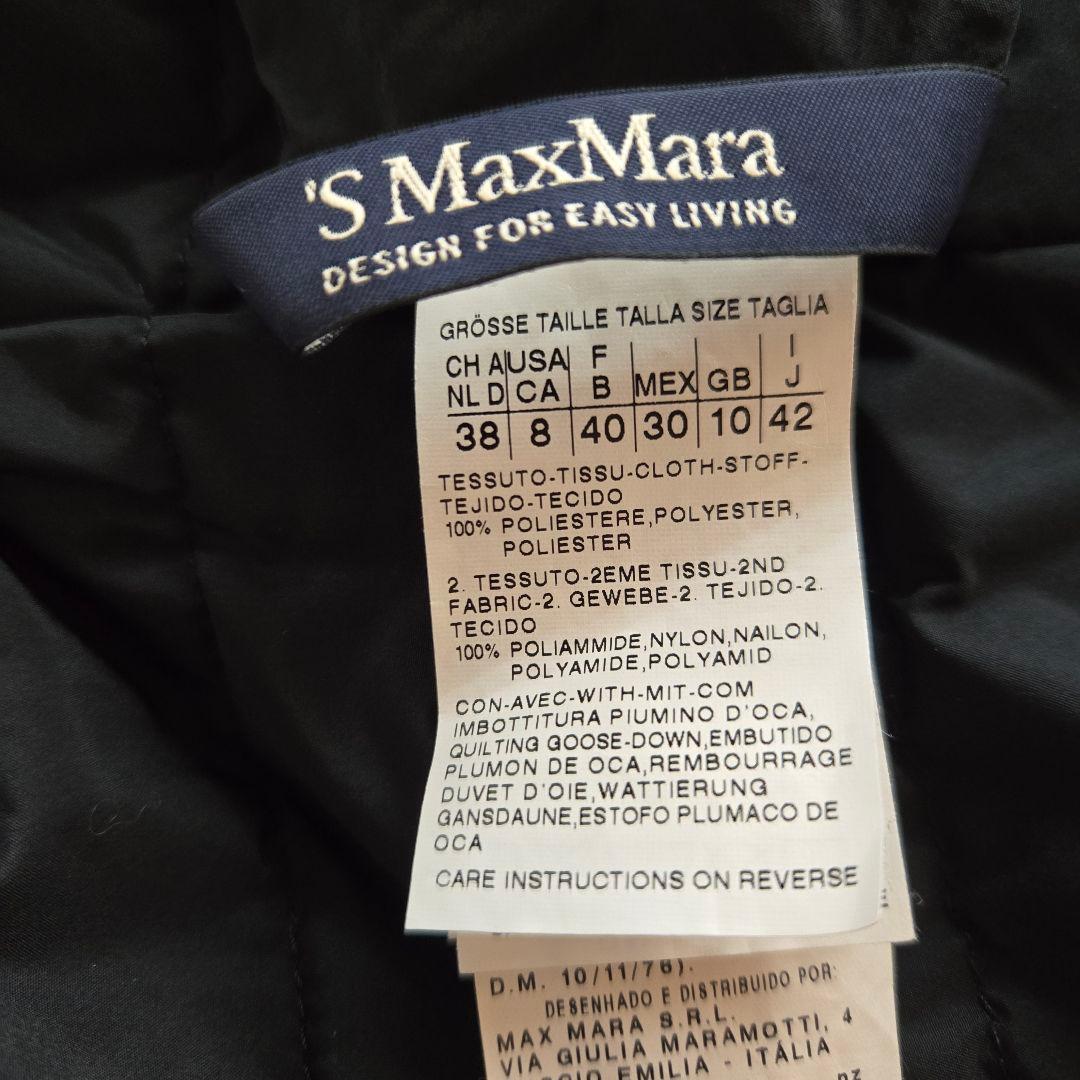 'S MaxMara
DESIGN FOR EASY LIVING
GRÖSSE TAILLE TALLA SIZE TAGLIA
CH A USA F I
NL D CA B MEX GB J
38 8 40 30 10 42
TESSUTO-TISSU-CLOTH-STOFF-
TEJIDO-TECIDO
100% POLIESTERE,POLYESTER,
POLIESTER
2. TESSUTO-2EME TISSU-2ND
FABRIC-2. GEWEBE-2. TEJIDO-2.
TECIDO
100% POLIAMMIDE,NYLON,NAILON,
POLYAMIDE,POLYAMID
CON-AVEC-WITH-MIT-COM
IMBOTTITURA PIUMINO D'OCA,
QUILTING GOOSE-DOWN,EMBUTIDO
PLUMON DE OCA,REMBOURRAGE
DUVET D'OIE,WATTIERUNG
GANSDAUNE,ESTOFO PLUMACO DE
OCA
CARE INSTRUCTIONS ON REVERSE
D.M. 10/11/76).
DESENHADO E DISTRIBUIDO POR:
MAX MARA S.R.L.
VIA GIULIA MARAMOTTI, 4
EMILIA - ITÁLIA